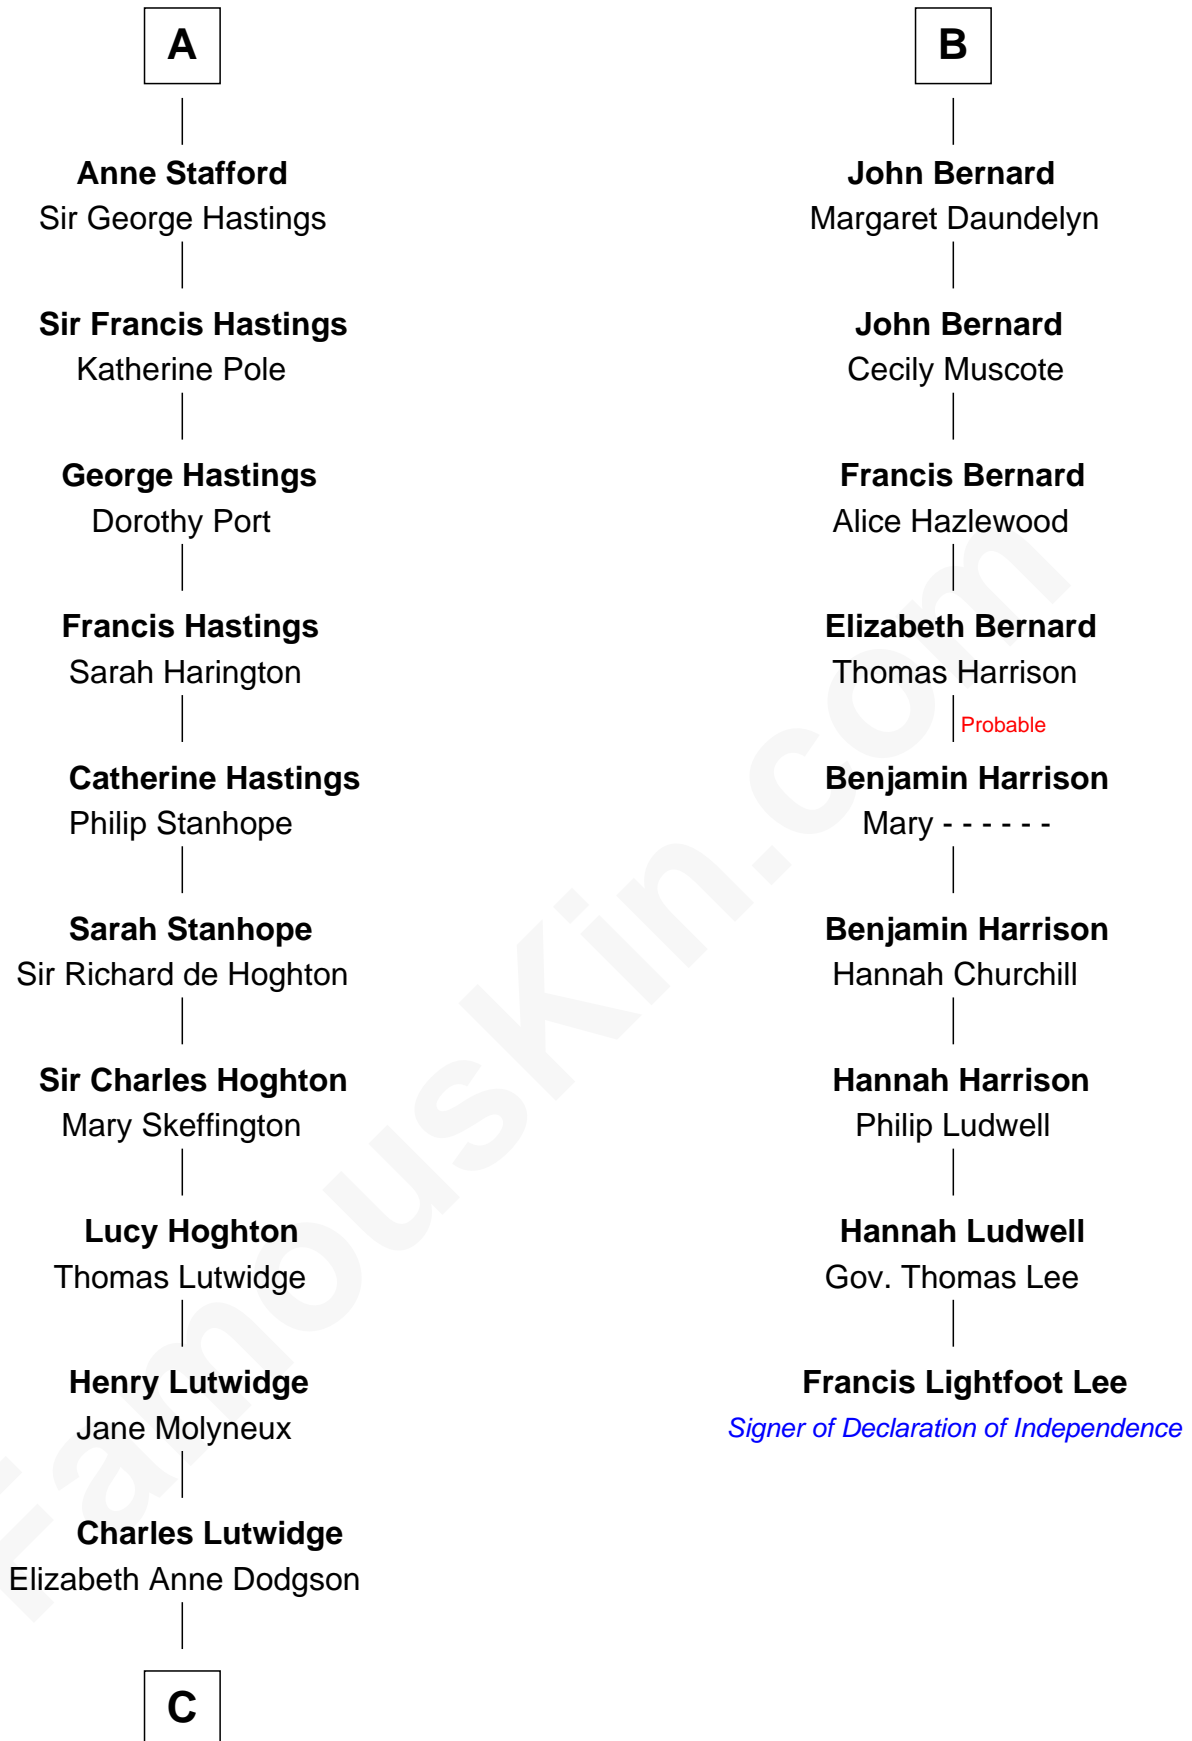 A
Anne Stafford
Sir George Hastings
Sir Francis Hastings
Katherine Pole
George Hastings
Dorothy Port
Francis Hastings
Sarah Harington
Catherine Hastings
Philip Stanhope
Sarah Stanhope
Sir Richard de Hoghton
Sir Charles Hoghton
Mary Skeffington
Lucy Hoghton
Thomas Lutwidge
Henry Lutwidge
Jane Molyneux
Charles Lutwidge
Elizabeth Anne Dodgson
C
B
John Bernard
Margaret Daundelyn
John Bernard
Cecily Muscote
Francis Bernard
Alice Hazlewood
Elizabeth Bernard
Thomas Harrison
Probable
Benjamin Harrison
Mary - - - - - -
Benjamin Harrison
Hannah Churchill
Hannah Harrison
Philip Ludwell
Hannah Ludwell
Gov. Thomas Lee
Francis Lightfoot Lee
Signer of Declaration of Independence
FamousKin.com